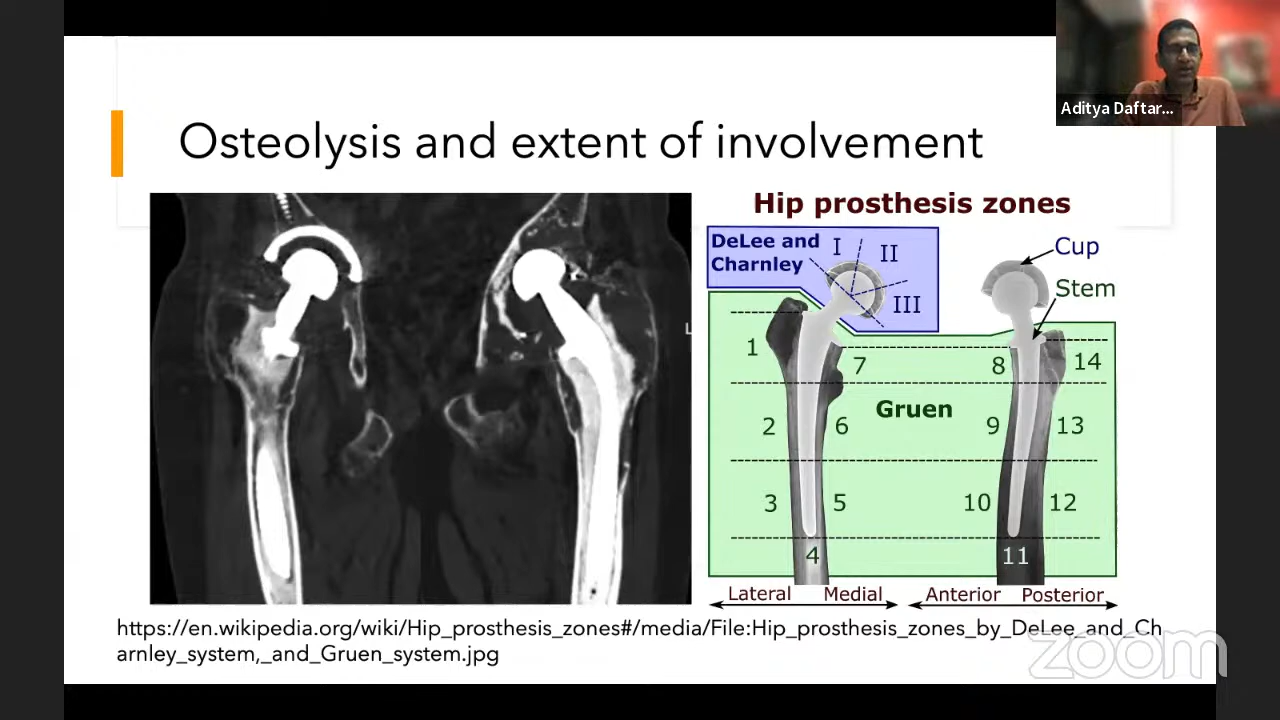 Aditya Daftar...
Osteolysis and extent of involvement
L
Hip prosthesis zones
DeLee and
Charnley
I
II
III
Cup
Stem
1
7
8
14
Gruen
2
6
9
13
3
5
10
12
4
11
Lateral
Medial
Anterior
Posterior
https://en.wikipedia.org/wiki/Hip_prosthesis_zones#/media/File:Hip_prosthesis_zones_by_DeLee_and_Ch
arnley_system,_and_Gruen_system.jpg
zoom